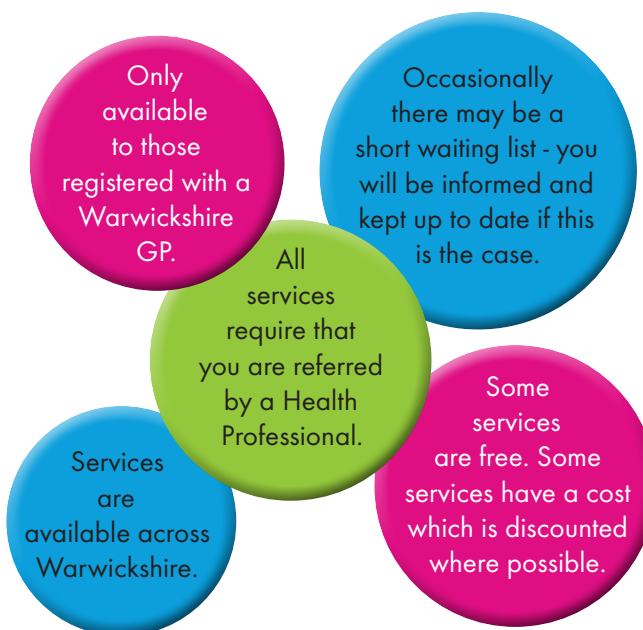 Only
available
to those
registered with a
Warwickshire
GP.
Occasionally
there may be a
short waiting list - you
will be informed and
kept up to date if this
is the case.
All
services
require that
you are referred
by a Health
Professional.
Some
services
are free. Some
services have a cost
which is discounted
where possible.
Services
are
available across
Warwickshire.